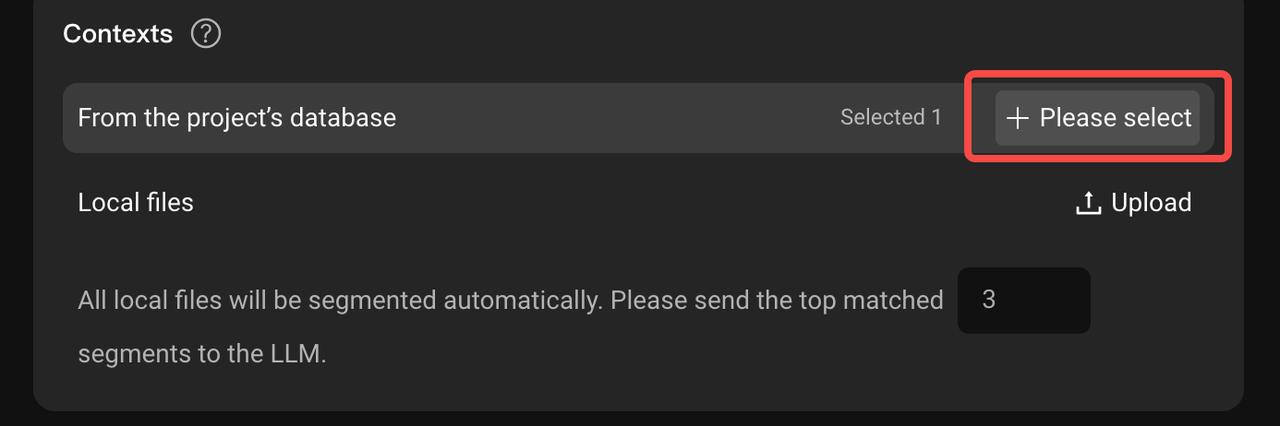 Contexts ?
From the project’s database Selected 1 + Please select
Local files Upload
All local files will be segmented automatically. Please send the top matched 3
segments to the LLM.